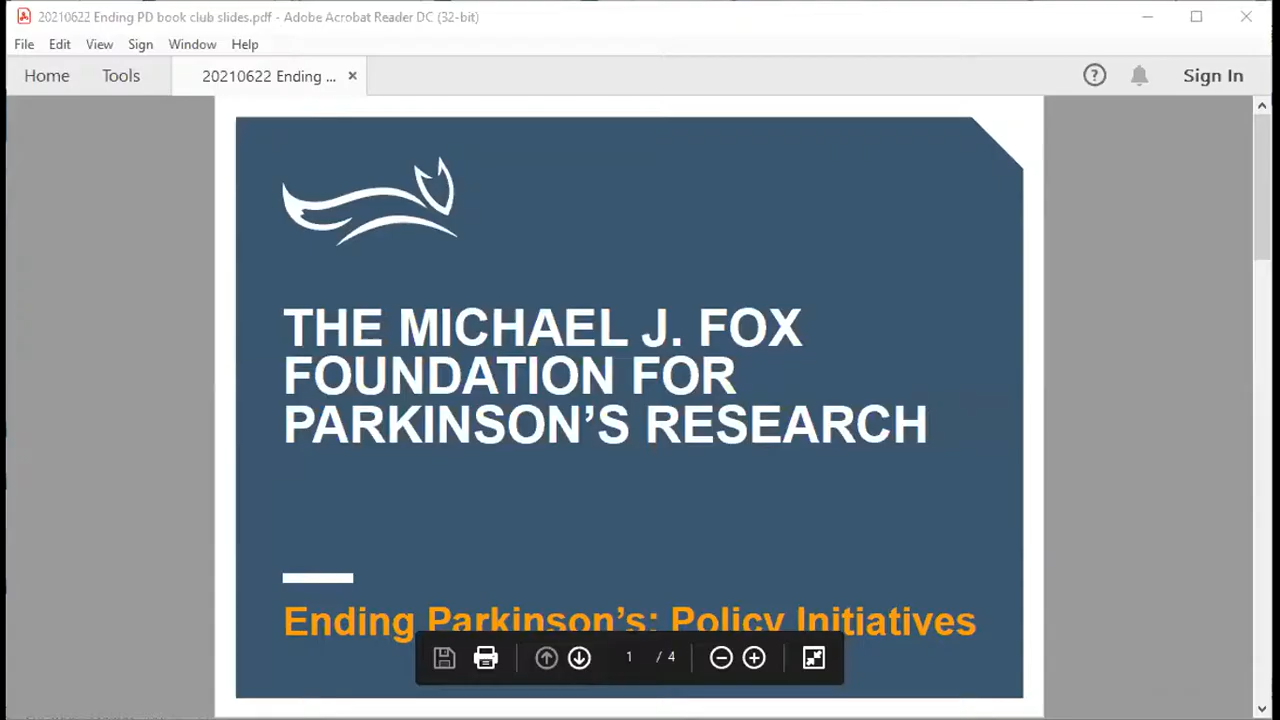 20210622 Ending PD book club slides.pdf - Adobe Acrobat Reader DC (32-bit)
File Edit View Sign Window Help
Home Tools 20210622 Ending ... × Sign In
THE MICHAEL J. FOX
FOUNDATION FOR
PARKINSON’S RESEARCH
Ending Parkinson’s: Policy Initiatives
1 / 4